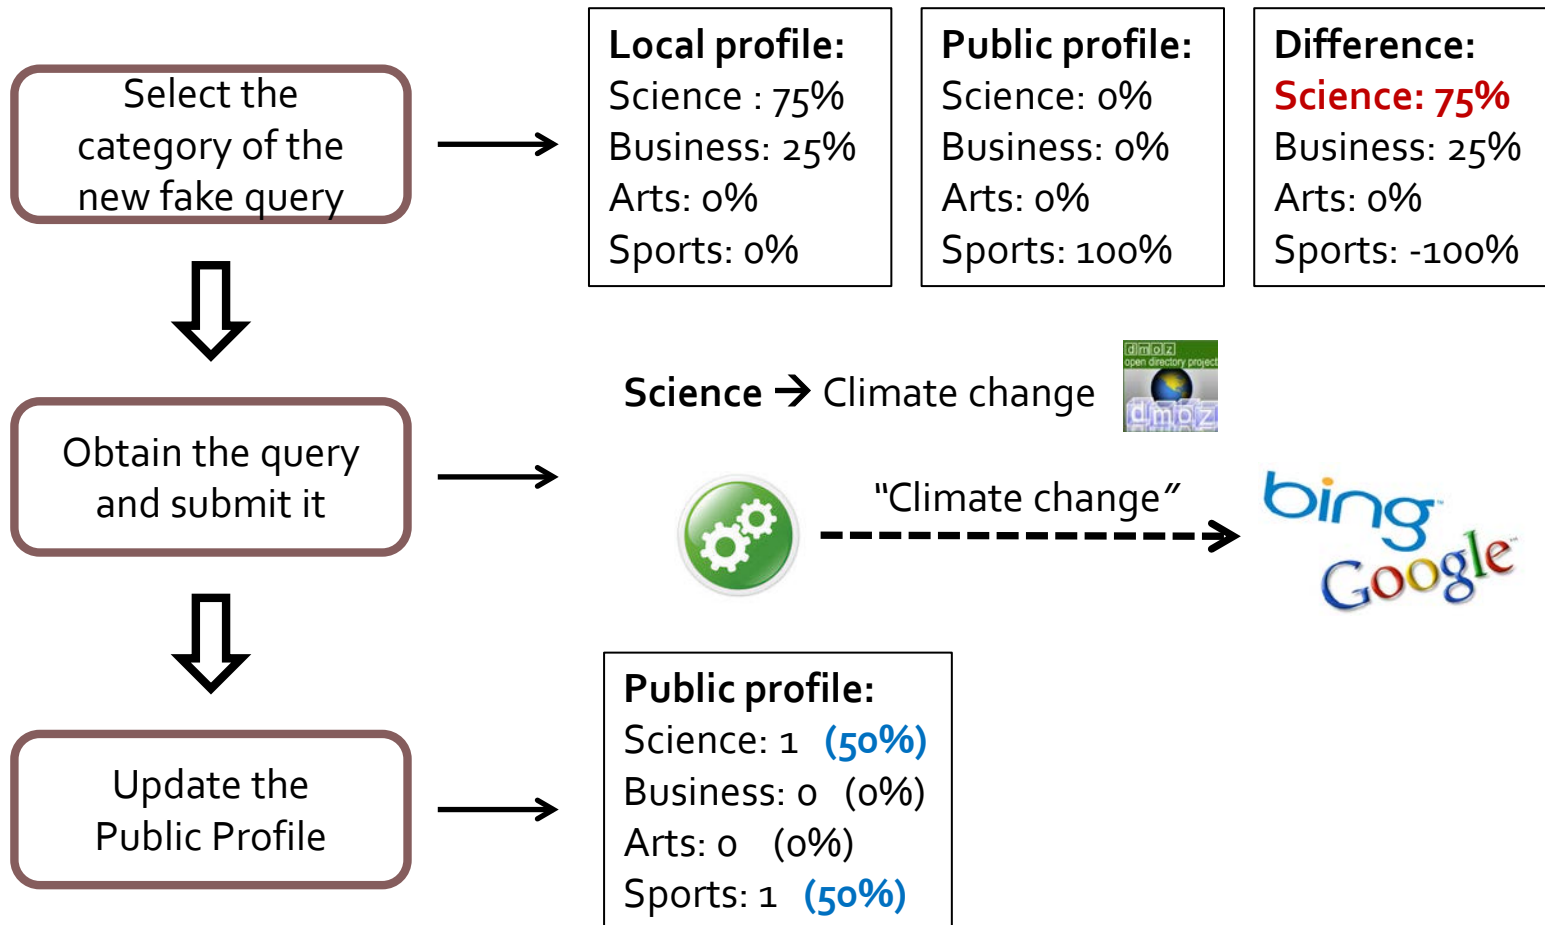 Select the
category of the
new fake query
Local profile:
Science : 75%
Business: 25%
Arts: 0%
Sports: 0%
Public profile:
Science: 0%
Business: 0%
Arts: 0%
Sports: 100%
Difference:
Science: 75%
Business: 25%
Arts: 0%
Sports: -100%
Obtain the query
and submit it
Science → Climate change
dmoz
open directory project
dmoz
"Climate change"
bing™
Google™
Update the
Public Profile
Public profile:
Science: 1 (50%)
Business: 0 (0%)
Arts: 0 (0%)
Sports: 1 (50%)